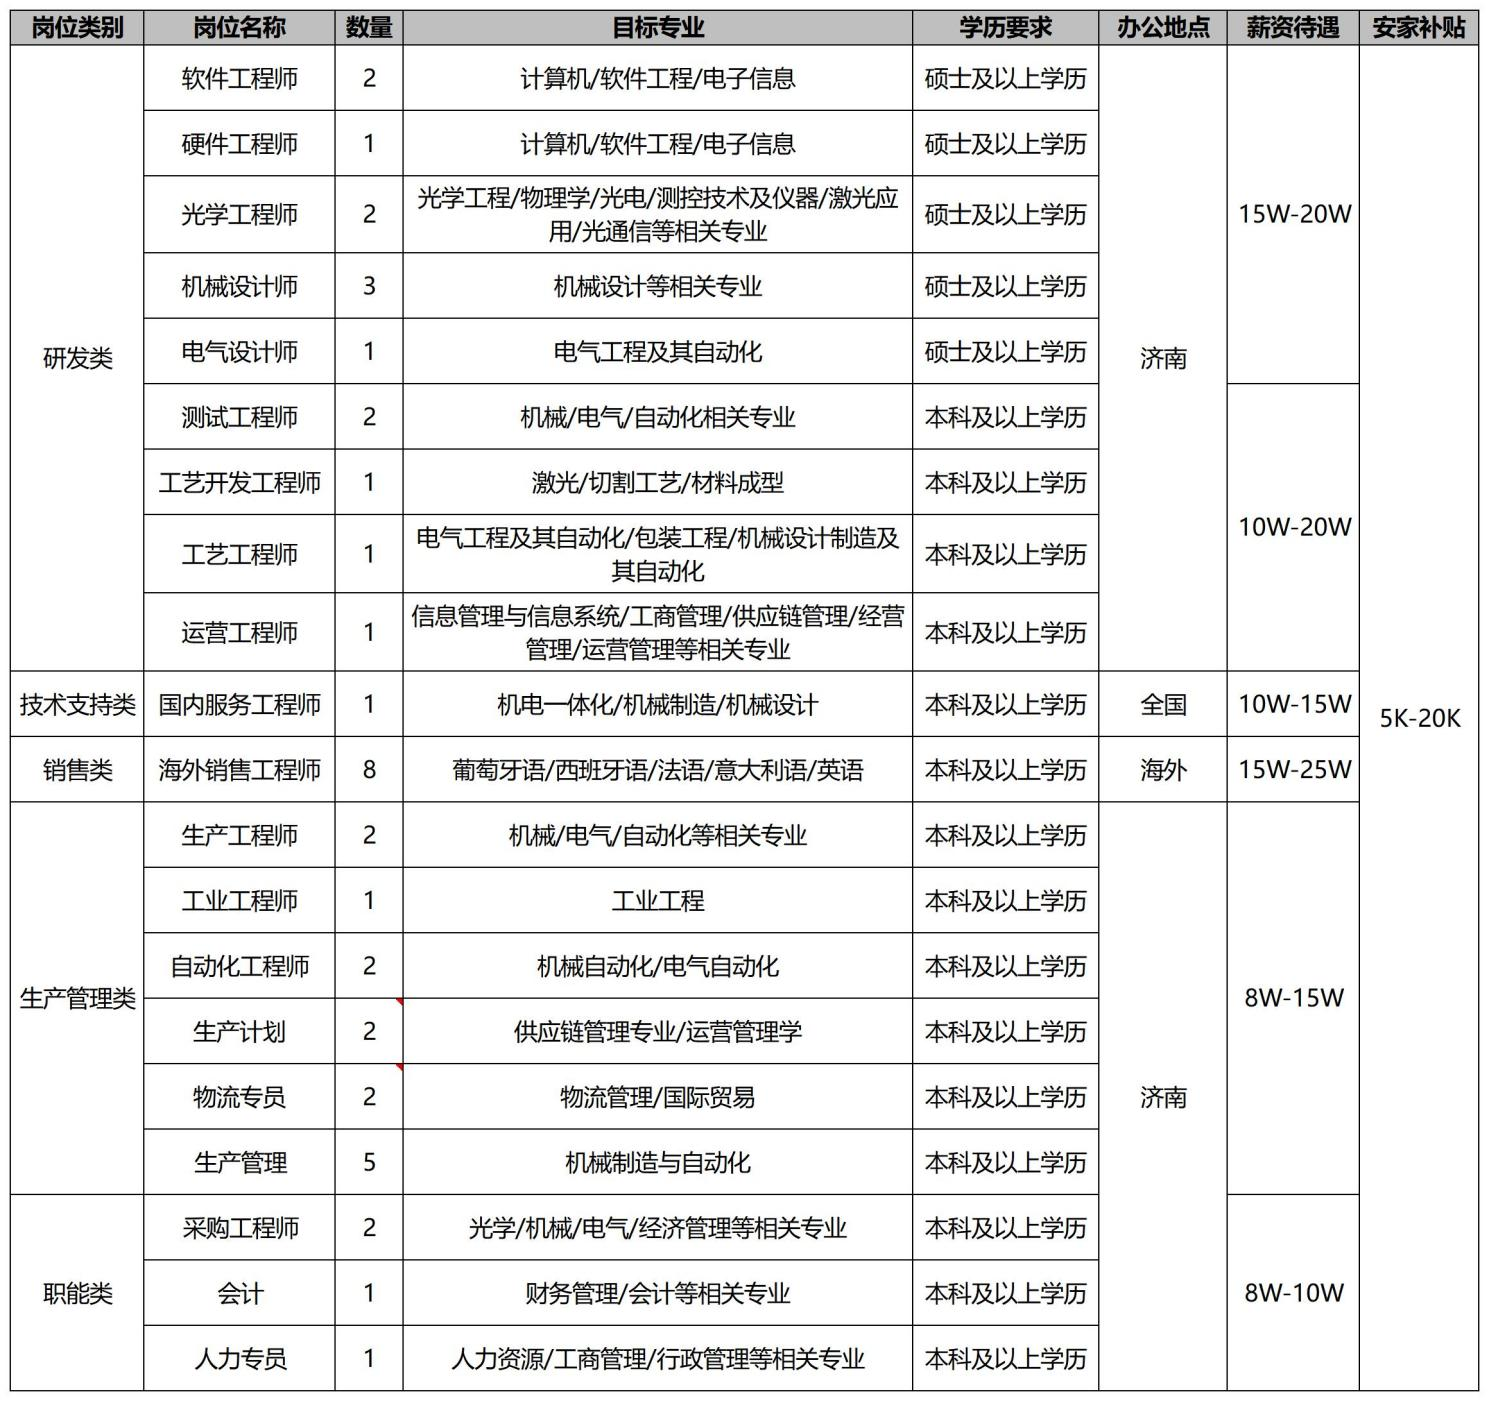 岗位类别 岗位名称 数量 目标专业 学历要求 办公地点 薪资待遇 安家补贴
研发类 软件工程师 2 计算机/软件工程/电子信息 硕士及以上学历 济南 15W-20W 5K-20K
硬件工程师 1 计算机/软件工程/电子信息 硕士及以上学历
光学工程师 2 光学工程/物理学/光电/测控技术及仪器/激光应
用/光通信等相关专业 硕士及以上学历
机械设计师 3 机械设计等相关专业 硕士及以上学历
电气设计师 1 电气工程及其自动化 硕士及以上学历
测试工程师 2 机械/电气/自动化相关专业 本科及以上学历 10W-20W
工艺开发工程师 1 激光/切割工艺/材料成型 本科及以上学历
工艺工程师 1 电气工程及其自动化/包装工程/机械设计制造及
其自动化 本科及以上学历
运营工程师 1 信息管理与信息系统/工商管理/供应链管理/经营
管理/运营管理等相关专业 本科及以上学历
技术支持类 国内服务工程师 1 机电一体化/机械制造/机械设计 本科及以上学历 全国 10W-15W
销售类 海外销售工程师 8 葡萄牙语/西班牙语/法语/意大利语/英语 本科及以上学历 海外 15W-25W
生产管理类 生产工程师 2 机械/电气/自动化等相关专业 本科及以上学历 济南 8W-15W
工业工程师 1 工业工程 本科及以上学历
自动化工程师 2 机械自动化/电气自动化 本科及以上学历
生产计划 2 供应链管理专业/运营管理学 本科及以上学历
物流专员 2 物流管理/国际贸易 本科及以上学历
生产管理 5 机械制造与自动化 本科及以上学历
职能类 采购工程师 2 光学/机械/电气/经济管理等相关专业 本科及以上学历 8W-10W
会计 1 财务管理/会计等相关专业 本科及以上学历
人力专员 1 人力资源/工商管理/行政管理等相关专业 本科及以上学历